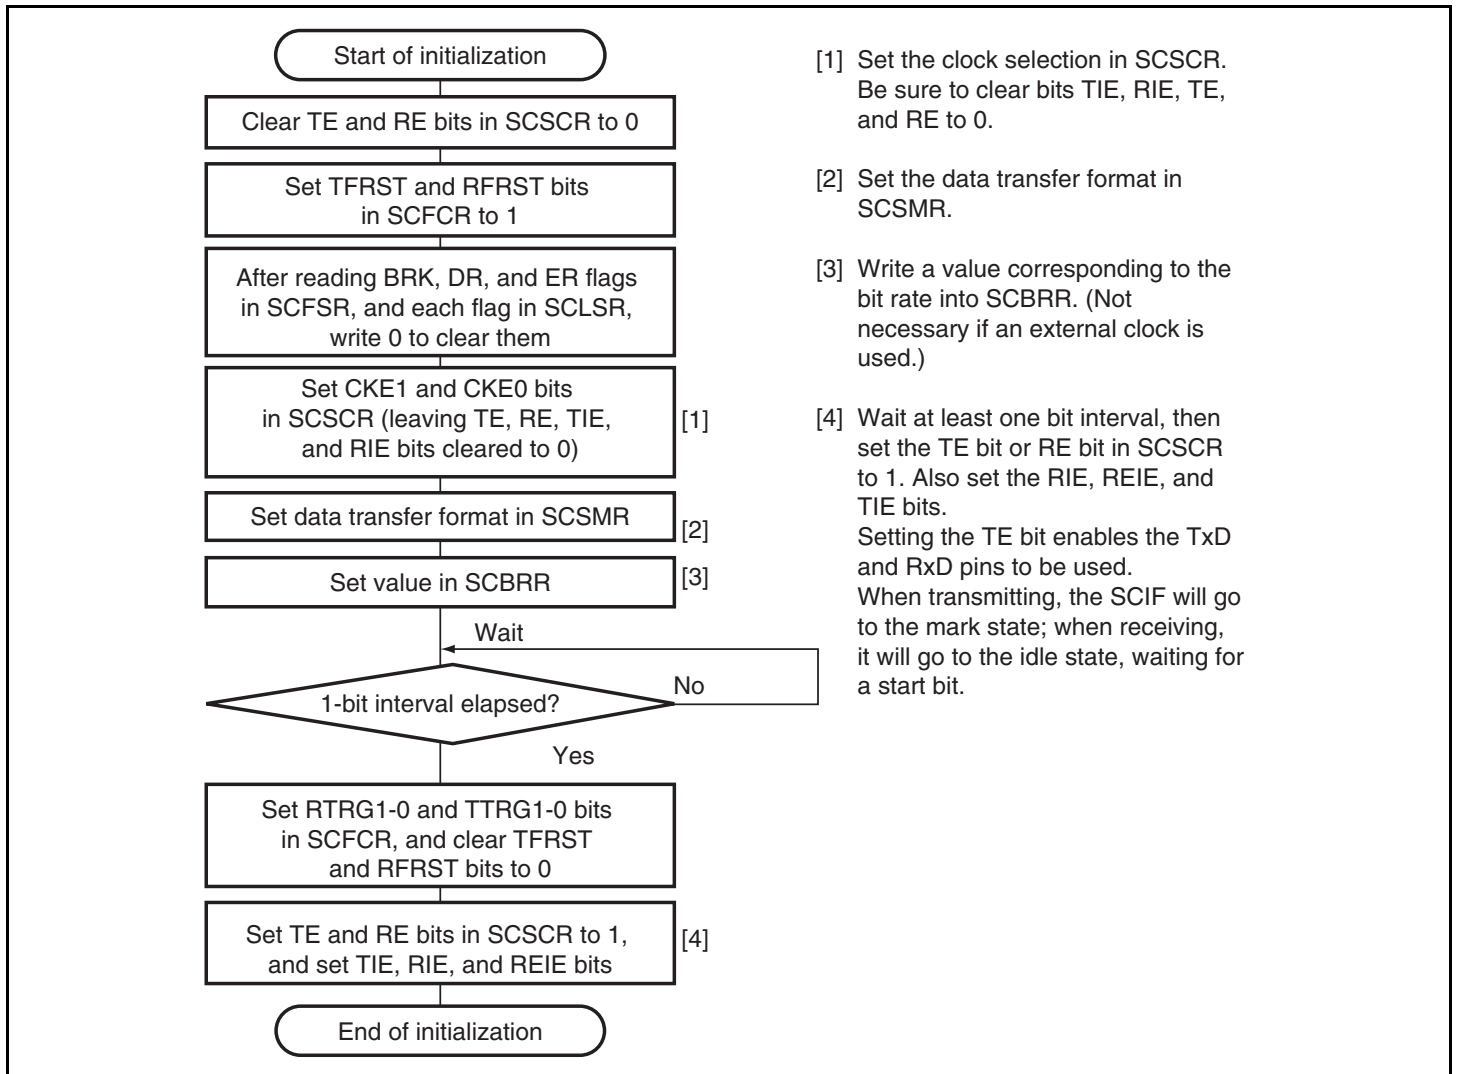 Start of initialization
Clear TE and RE bits in SCSCR to 0
Set TFRST and RFRST bits
in SCFCR to 1
After reading BRK, DR, and ER flags
in SCFSR, and each flag in SCLSR,
write 0 to clear them
Set CKE1 and CKE0 bits
in SCSCR (leaving TE, RE, TIE,
and RIE bits cleared to 0)
[1]
Set data transfer format in SCSMR
[2]
Set value in SCBRR
[3]
Wait
1-bit interval elapsed?
No
Yes
Set RTRG1-0 and TTRG1-0 bits
in SCFCR, and clear TFRST
and RFRST bits to 0
Set TE and RE bits in SCSCR to 1,
and set TIE, RIE, and REIE bits
[4]
End of initialization
[1] Set the clock selection in SCSCR.
Be sure to clear bits TIE, RIE, TE,
and RE to 0.
[2] Set the data transfer format in
SCSMR.
[3] Write a value corresponding to the
bit rate into SCBRR. (Not
necessary if an external clock is
used.)
[4] Wait at least one bit interval, then
set the TE bit or RE bit in SCSCR
to 1. Also set the RIE, REIE, and
TIE bits.
Setting the TE bit enables the TxD
and RxD pins to be used.
When transmitting, the SCIF will go
to the mark state; when receiving,
it will go to the idle state, waiting for
a start bit.